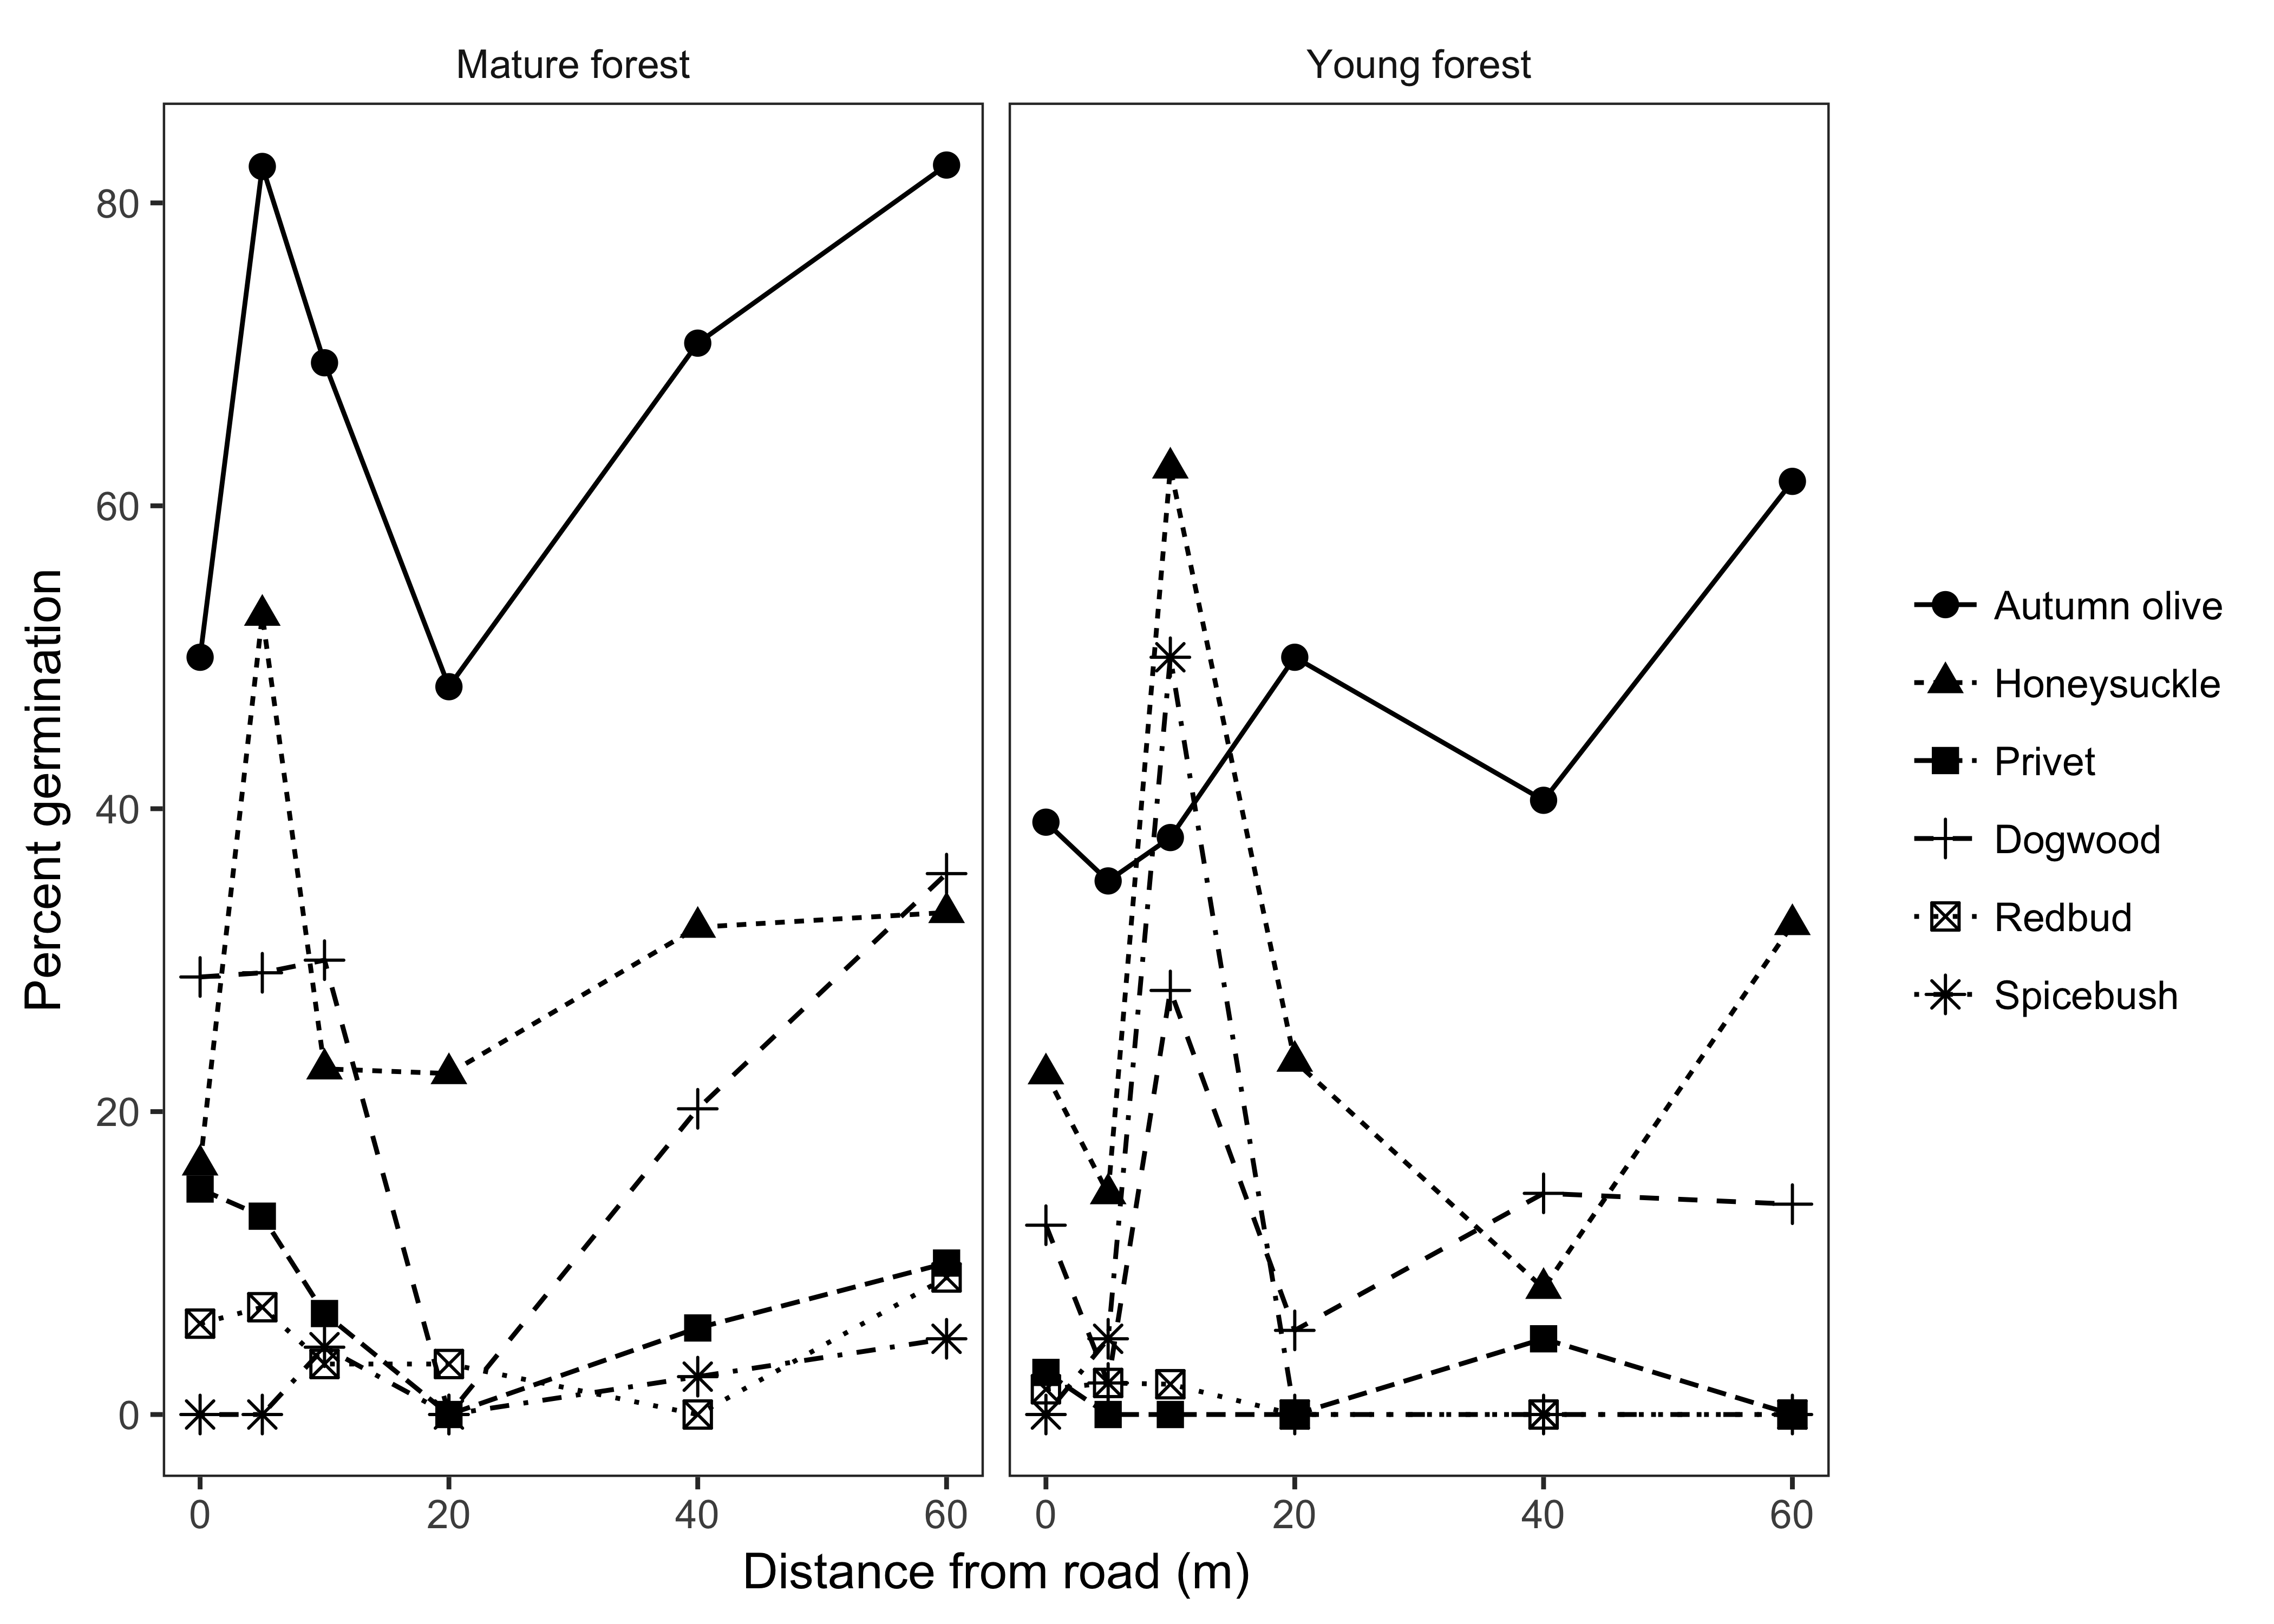 Mature forest
Young forest
80
60
40
20
0
Percent germination
0 20 40 60
0 20 40 60
Distance from road (m)
Autumn olive
Honeysuckle
Privet
Dogwood
Redbud
Spicebush